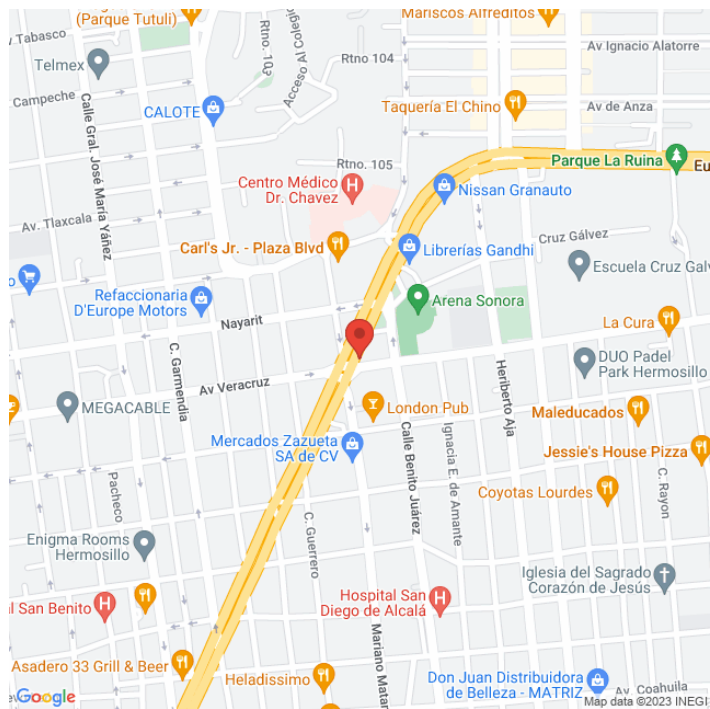 (Parque Tutuli)
Tabasco
Telmex
Campeche
Calle Gral. José María Yáñez
CALOTE
Rtno. 103
Acceso Al Colegio
Rtno. 104
Mariscos Alfreditos
Av Ignacio Alatorre
Taquería El Chino
Av de Anza
Parque La Ruina
Eu
Rtno. 105
Centro Médico
Dr. Chavez
Nissan Granauto
Av. Tlaxcala
Carl's Jr. - Plaza Blvd
Librerías Gandhi
Cruz Gálvez
Escuela Cruz Galv
Refaccionaria
D'Europe Motors
Nayarit
Arena Sonora
La Cura
C. Garmendia
Heriberto Aja
DUO Padel
Park Hermosillo
Av Veracruz
MEGACABLE
London Pub
Maleducados
Mercados Zazueta
SA de CV
Calle Benito Juárez
Ignacia E. de Amante
Jessie's House Pizza
Pacheco
Coyotas Lourdes
C. Rayon
C. Guerrero
Enigma Rooms
Hermosillo
Iglesia del Sagrado
Corazón de Jesús
l San Benito
Hospital San
Diego de Alcalá
Mariano Matar
Asadero 33 Grill & Beer
Heladissimo
Don Juan Distribuidora
de Belleza - MATRIZ
Av. Coahuila
Google
Map data ©2023 INEGI